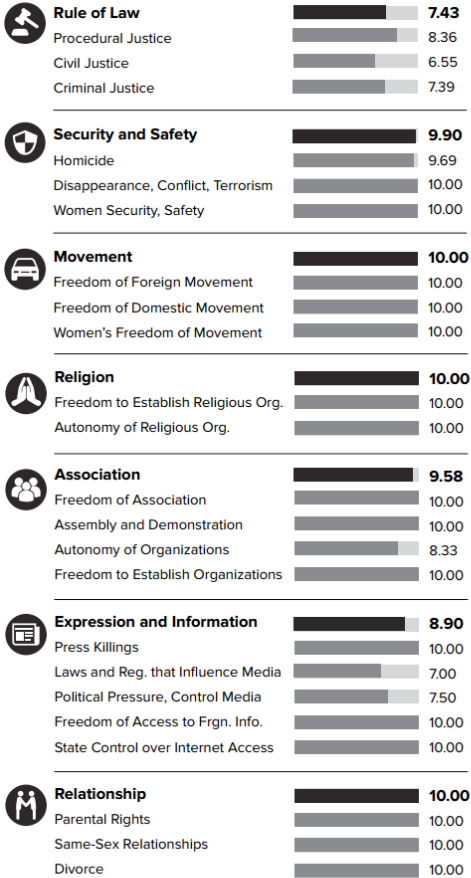 Rule of Law 7.43
Procedural Justice 8.36
Civil Justice 6.55
Criminal Justice 7.39
Security and Safety 9.90
Homicide 9.69
Disappearance, Conflict, Terrorism 10.00
Women Security, Safety 10.00
Movement 10.00
Freedom of Foreign Movement 10.00
Freedom of Domestic Movement 10.00
Women's Freedom of Movement 10.00
Religion 10.00
Freedom to Establish Religious Org. 10.00
Autonomy of Religious Org. 10.00
Association 9.58
Freedom of Association 10.00
Assembly and Demonstration 10.00
Autonomy of Organizations 8.33
Freedom to Establish Organizations 10.00
Expression and Information 8.90
Press Killings 10.00
Laws and Reg. that Influence Media 7.00
Political Pressure, Control Media 7.50
Freedom of Access to Frgn. Info. 10.00
State Control over Internet Access 10.00
Relationship 10.00
Parental Rights 10.00
Same-Sex Relationships 10.00
Divorce 10.00